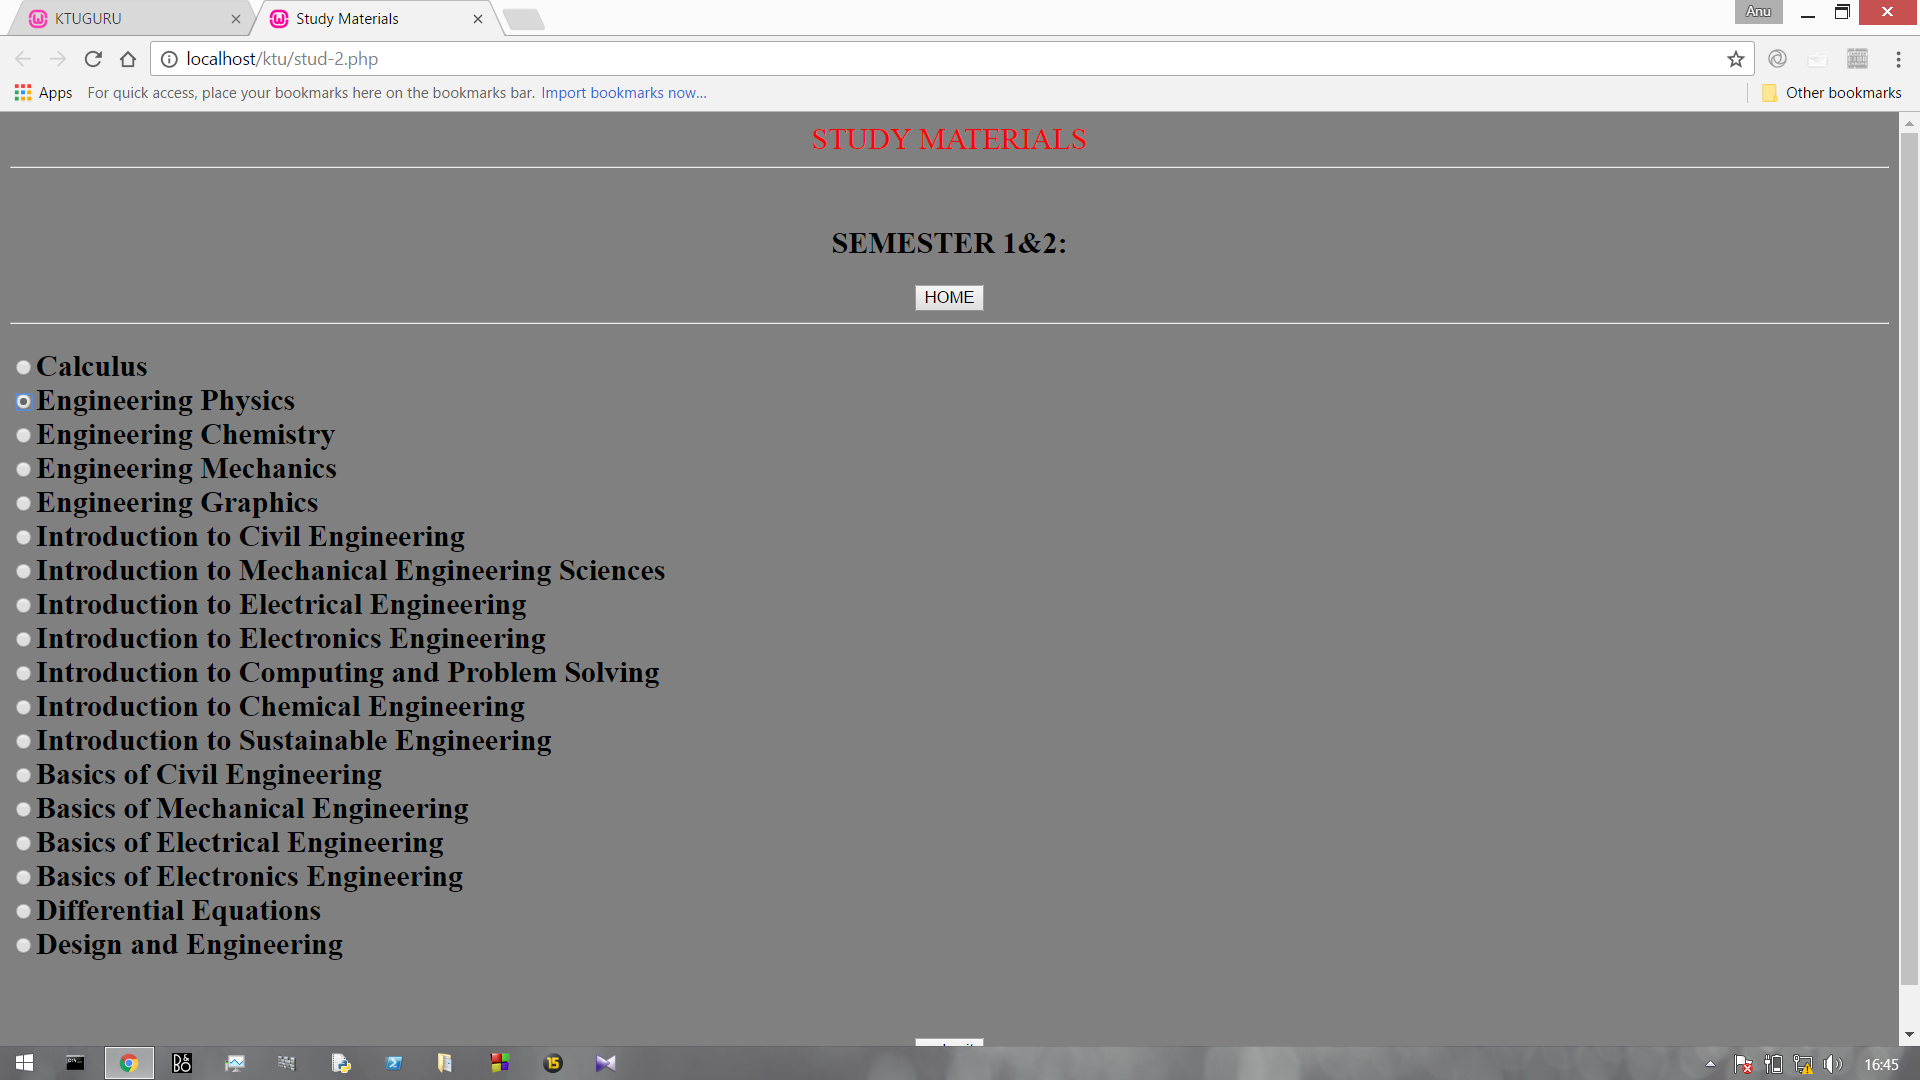 KTUGURU
Study Materials
Anu
localhost/ktu/stud-2.php
Apps
For quick access, place your bookmarks here on the bookmarks bar. Import bookmarks now...
Other bookmarks
STUDY MATERIALS
SEMESTER 1&2:
HOME
Calculus
Engineering Physics
Engineering Chemistry
Engineering Mechanics
Engineering Graphics
Introduction to Civil Engineering
Introduction to Mechanical Engineering Sciences
Introduction to Electrical Engineering
Introduction to Electronics Engineering
Introduction to Computing and Problem Solving
Introduction to Chemical Engineering
Introduction to Sustainable Engineering
Basics of Civil Engineering
Basics of Mechanical Engineering
Basics of Electrical Engineering
Basics of Electronics Engineering
Differential Equations
Design and Engineering
15
16:45